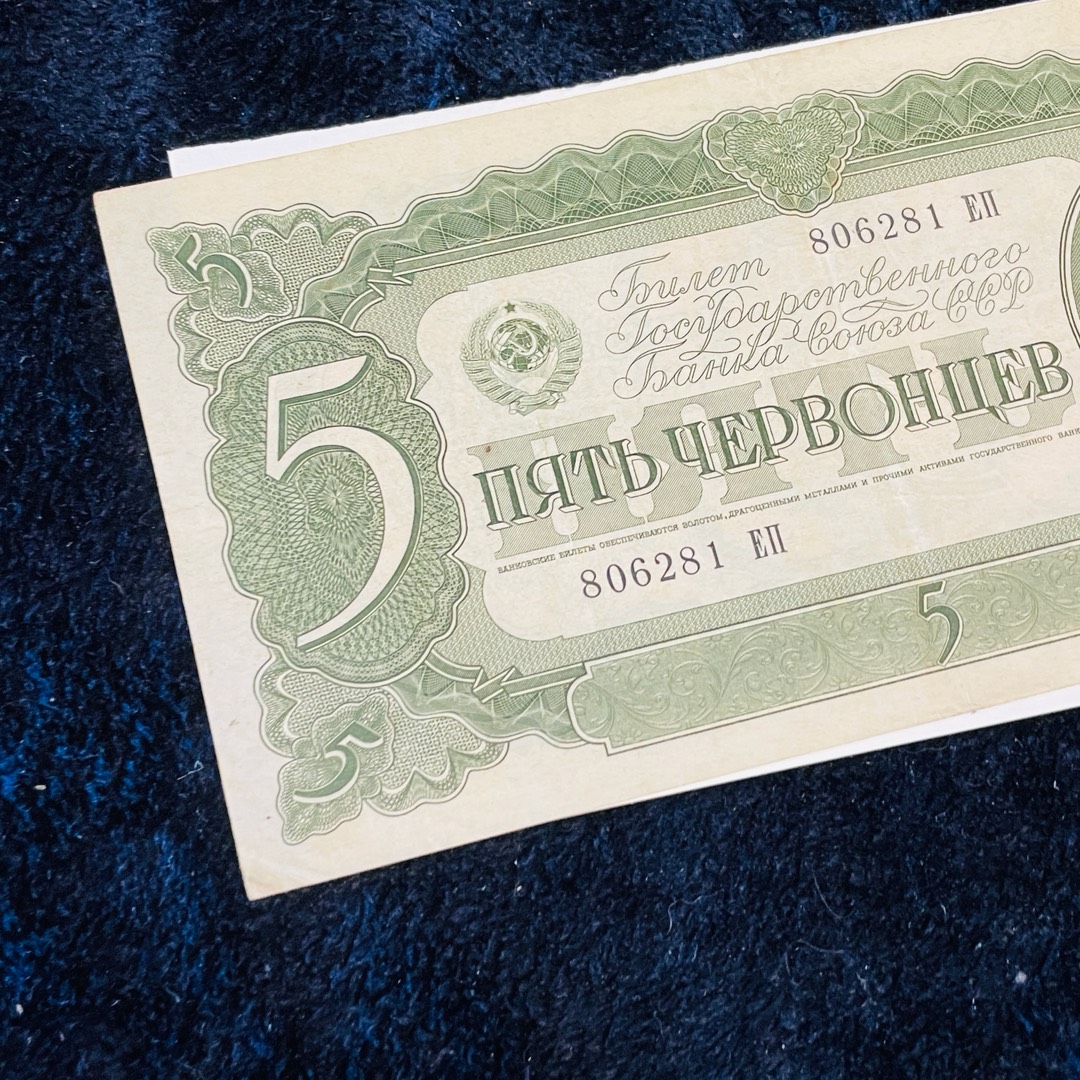 5
806281 ЕП
5
Билет
Государственного
Банка Союза ССР
ПЯТЬ ЧЕРВОНЦЕВ
БАНКОВСКИЕ БИЛЕТЫ ОБЕСПЕЧИВАЮТСЯ ЗОЛОТОМ, ДРАГОЦЕННЫМИ МЕТАЛЛАМИ И ПРОЧИМИ АКТИВАМИ ГОСУДАРСТВЕННОГО БАНК
806281 ЕП
5
5